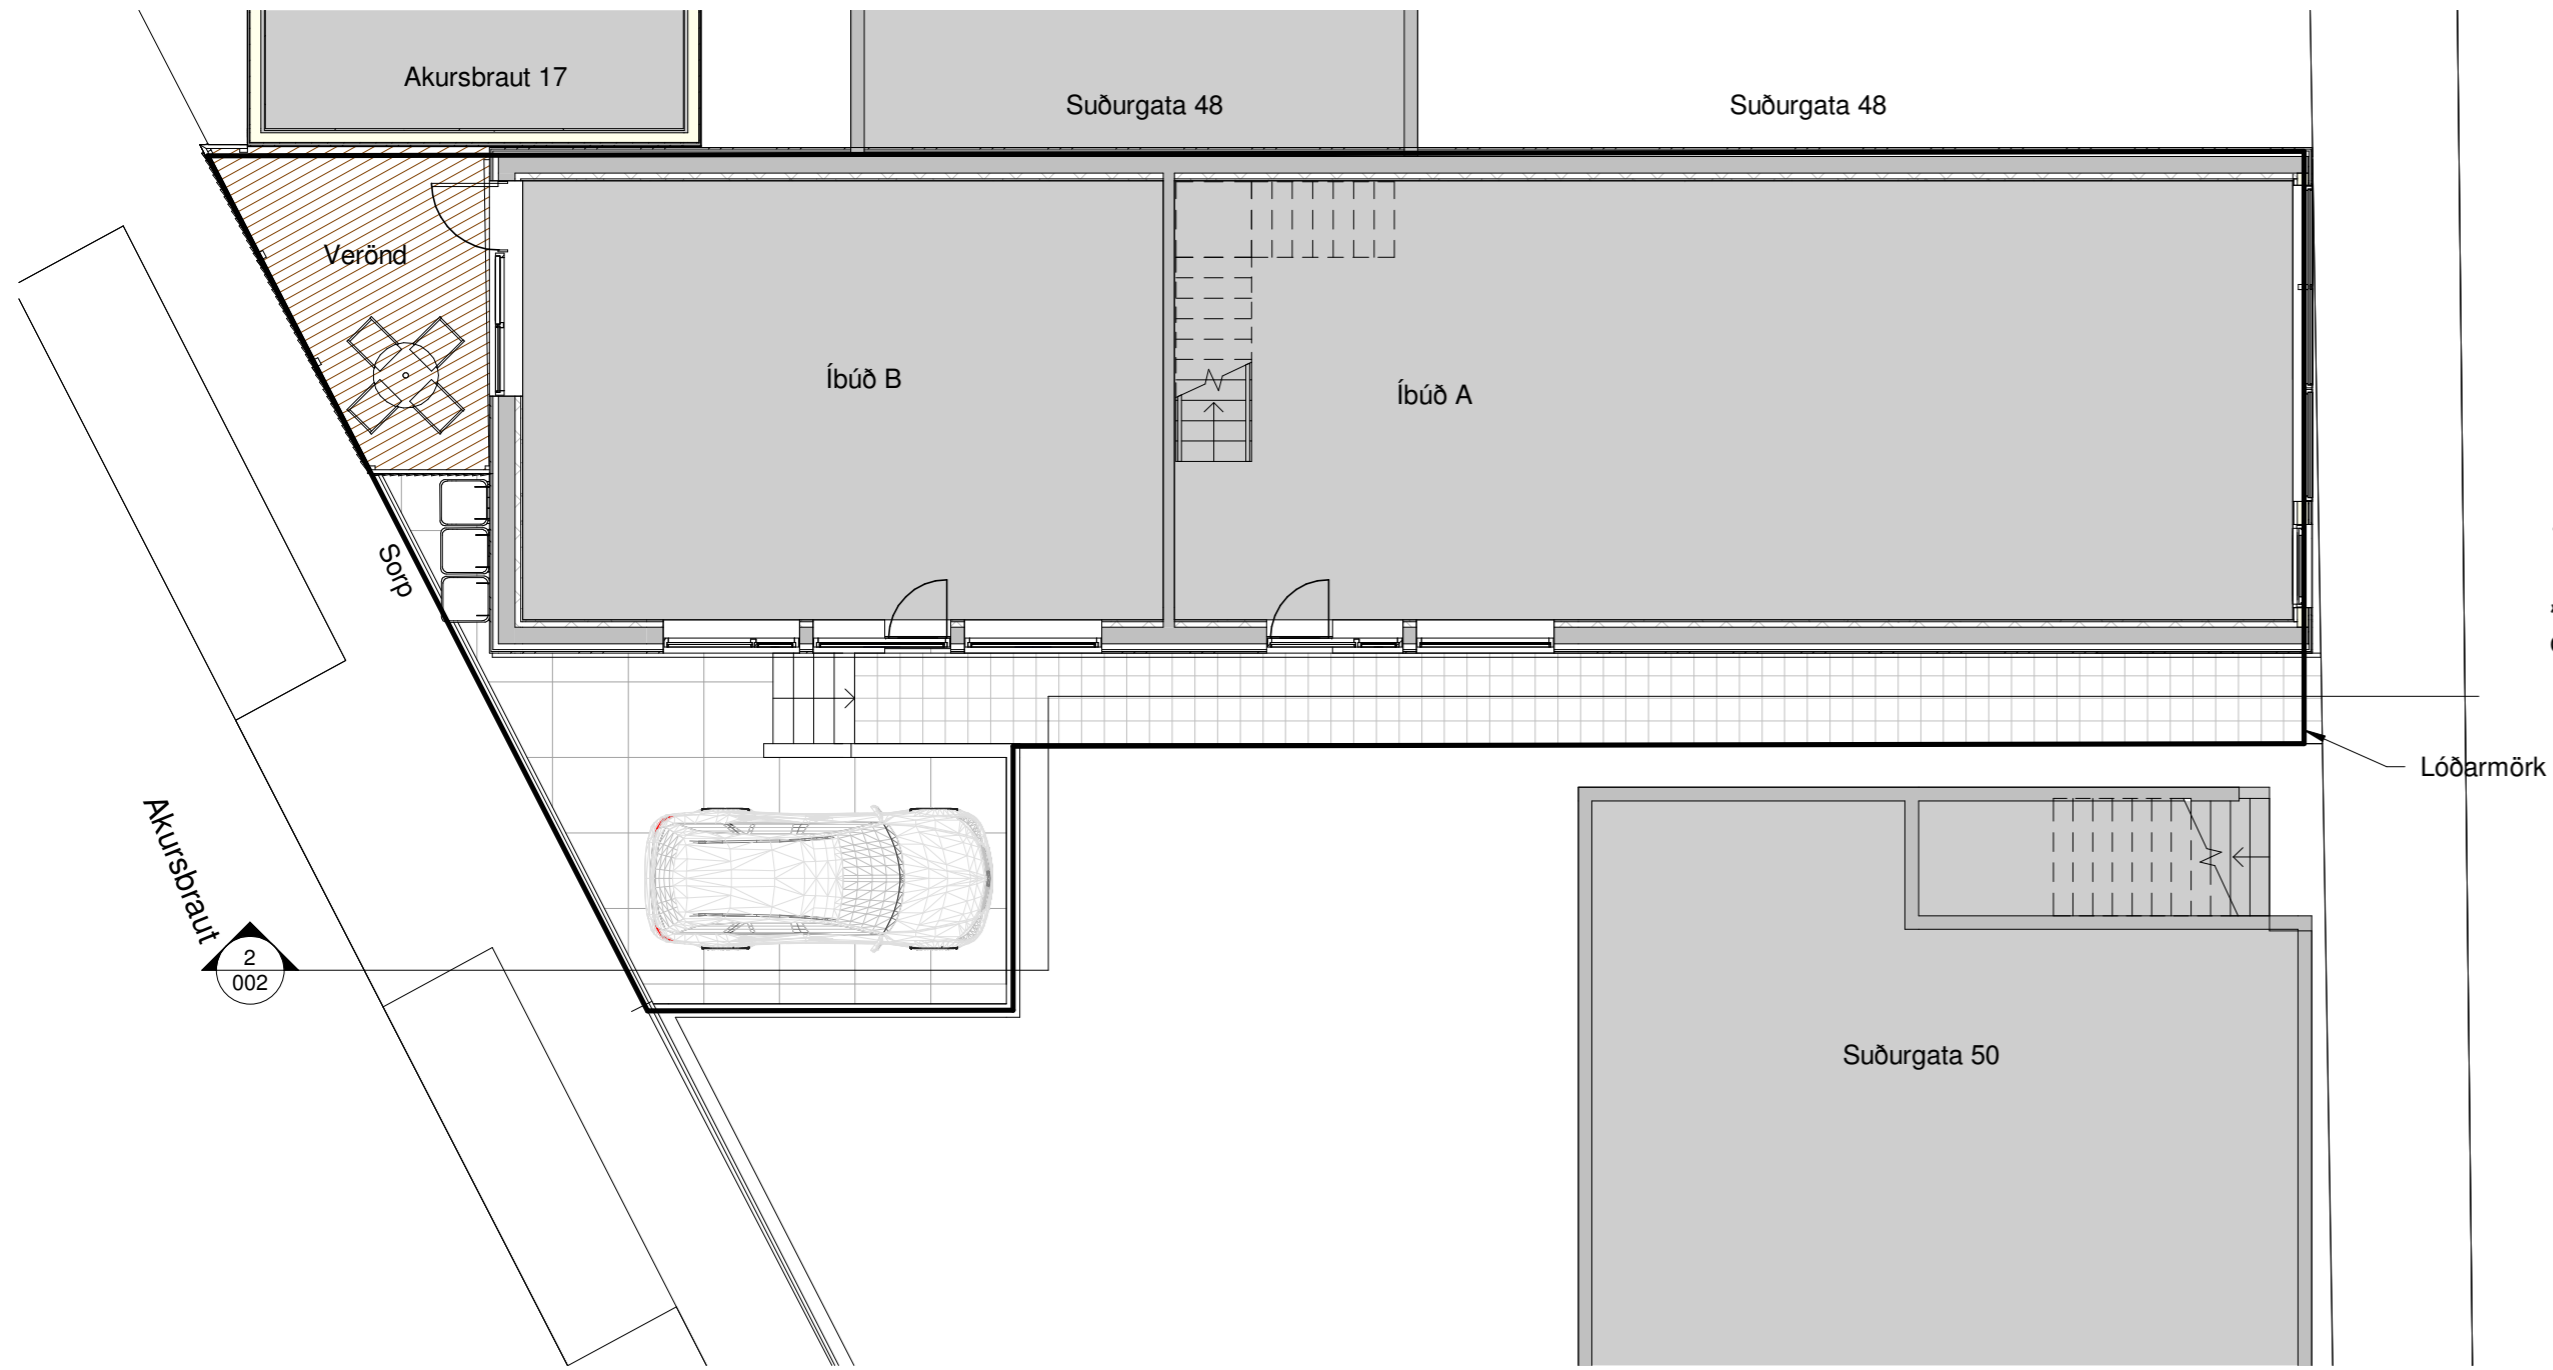 Akursbraut 17
Suðurgata 48
Suðurgata 48
Verönd
Íbúð B
Íbúð A
Sorp
Lóðarmörk
Akursbraut
2
002
Suðurgata 50